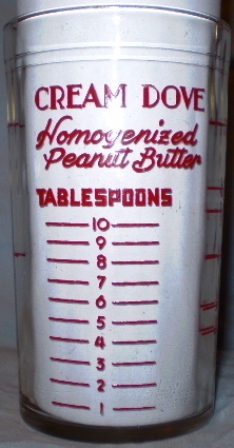 CREAM DOVE
Homogenized
Peanut Butter
TABLESPOONS
10
9
8
7
6
5
4
3
2
1